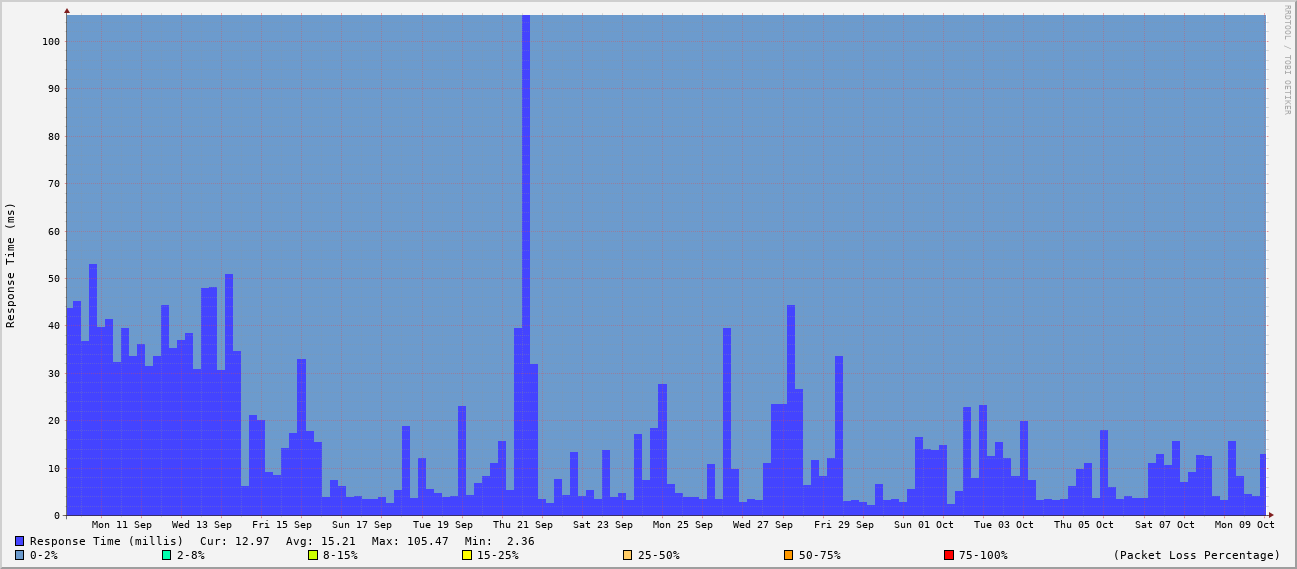 RRDTOOL / TOBI OETIKER
Response Time (ms)
100
90
80
70
60
50
40
30
20
10
0
Mon 11 Sep Wed 13 Sep Fri 15 Sep Sun 17 Sep Tue 19 Sep Thu 21 Sep Sat 23 Sep Mon 25 Sep Wed 27 Sep Fri 29 Sep Sun 01 Oct Tue 03 Oct Thu 05 Oct Sat 07 Oct Mon 09 Oct
Response Time (millis) Cur: 12.97 Avg: 15.21 Max: 105.47 Min: 2.36
0-2% 2-8% 8-15% 15-25% 25-50% 50-75% 75-100% (Packet Loss Percentage)